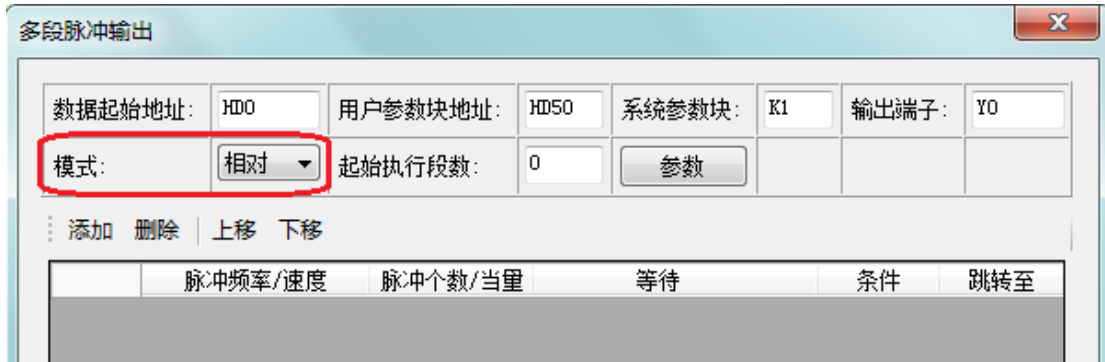 多段脉冲输出
数据起始地址: HD0 用户参数块地址: HD50 系统参数块: K1 输出端子: Y0
模式: 相对 起始执行段数: 0 参数
添加 删除 上移 下移
脉冲频率/速度 脉冲个数/当量 等待 条件 跳转至